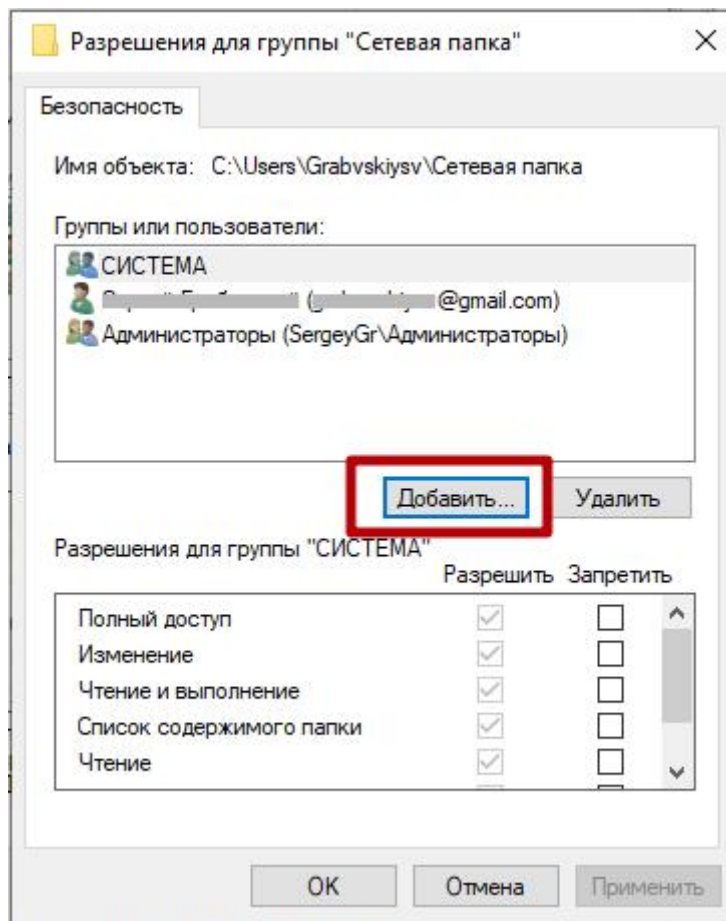 Разрешения для группы "Сетевая папка"
Безопасность
Имя объекта: C:\Users\Grabvskiysv\Сетевая папка
Группы или пользователи:
СИСТЕМА
@gmail.com)
Администраторы (SergeyGr\Администраторы)
Добавить... Удалить
Разрешения для группы "СИСТЕМА"
Разрешить Запретить
Полный доступ
Изменение
Чтение и выполнение
Список содержимого папки
Чтение
OK Отмена Применить